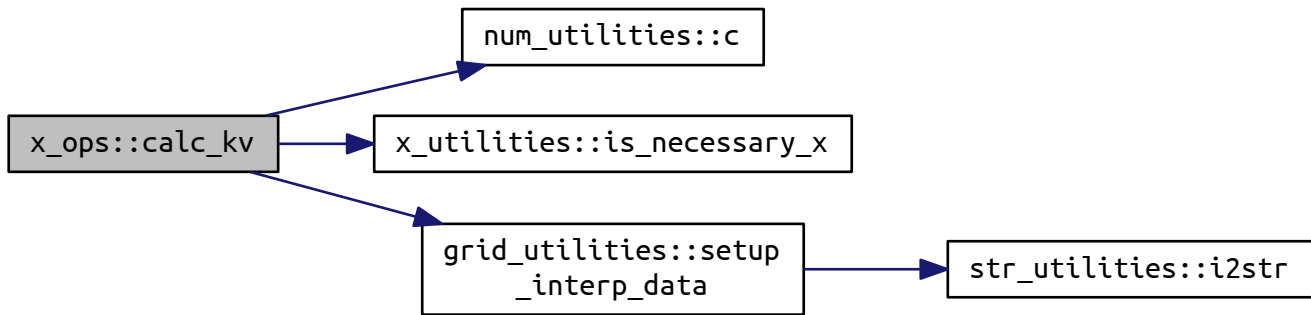 num_utilities::c
x_ops::calc_kv
x_utilities::is_necessary_x
grid_utilities::setup
_interp_data
str_utilities::i2str